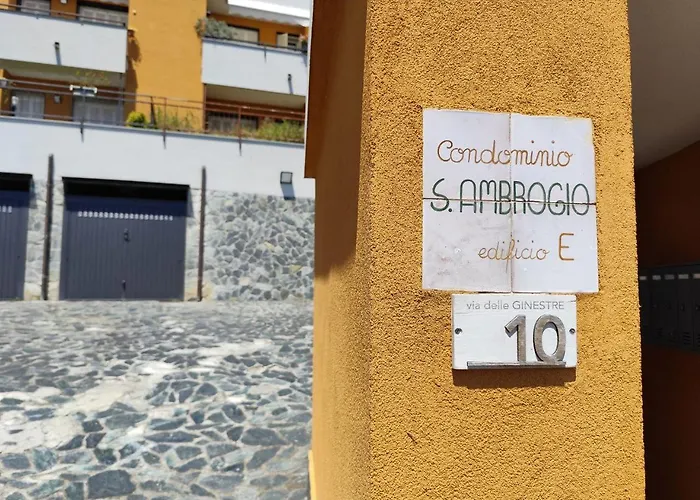 Condominio
S. AMBROGIO
edificio E
via delle GINESTRE
10